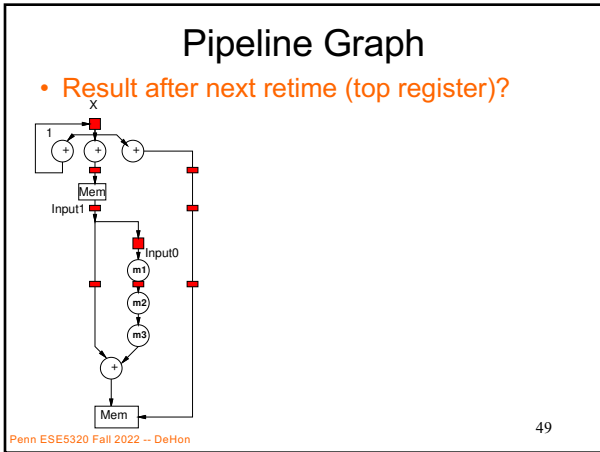 Pipeline Graph
• Result after next retime (top register)?
X
1
+ + +
Mem
Input1
Input0
m1
m2
m3
+
Mem
49
Penn ESE5320 Fall 2022 -- DeHon